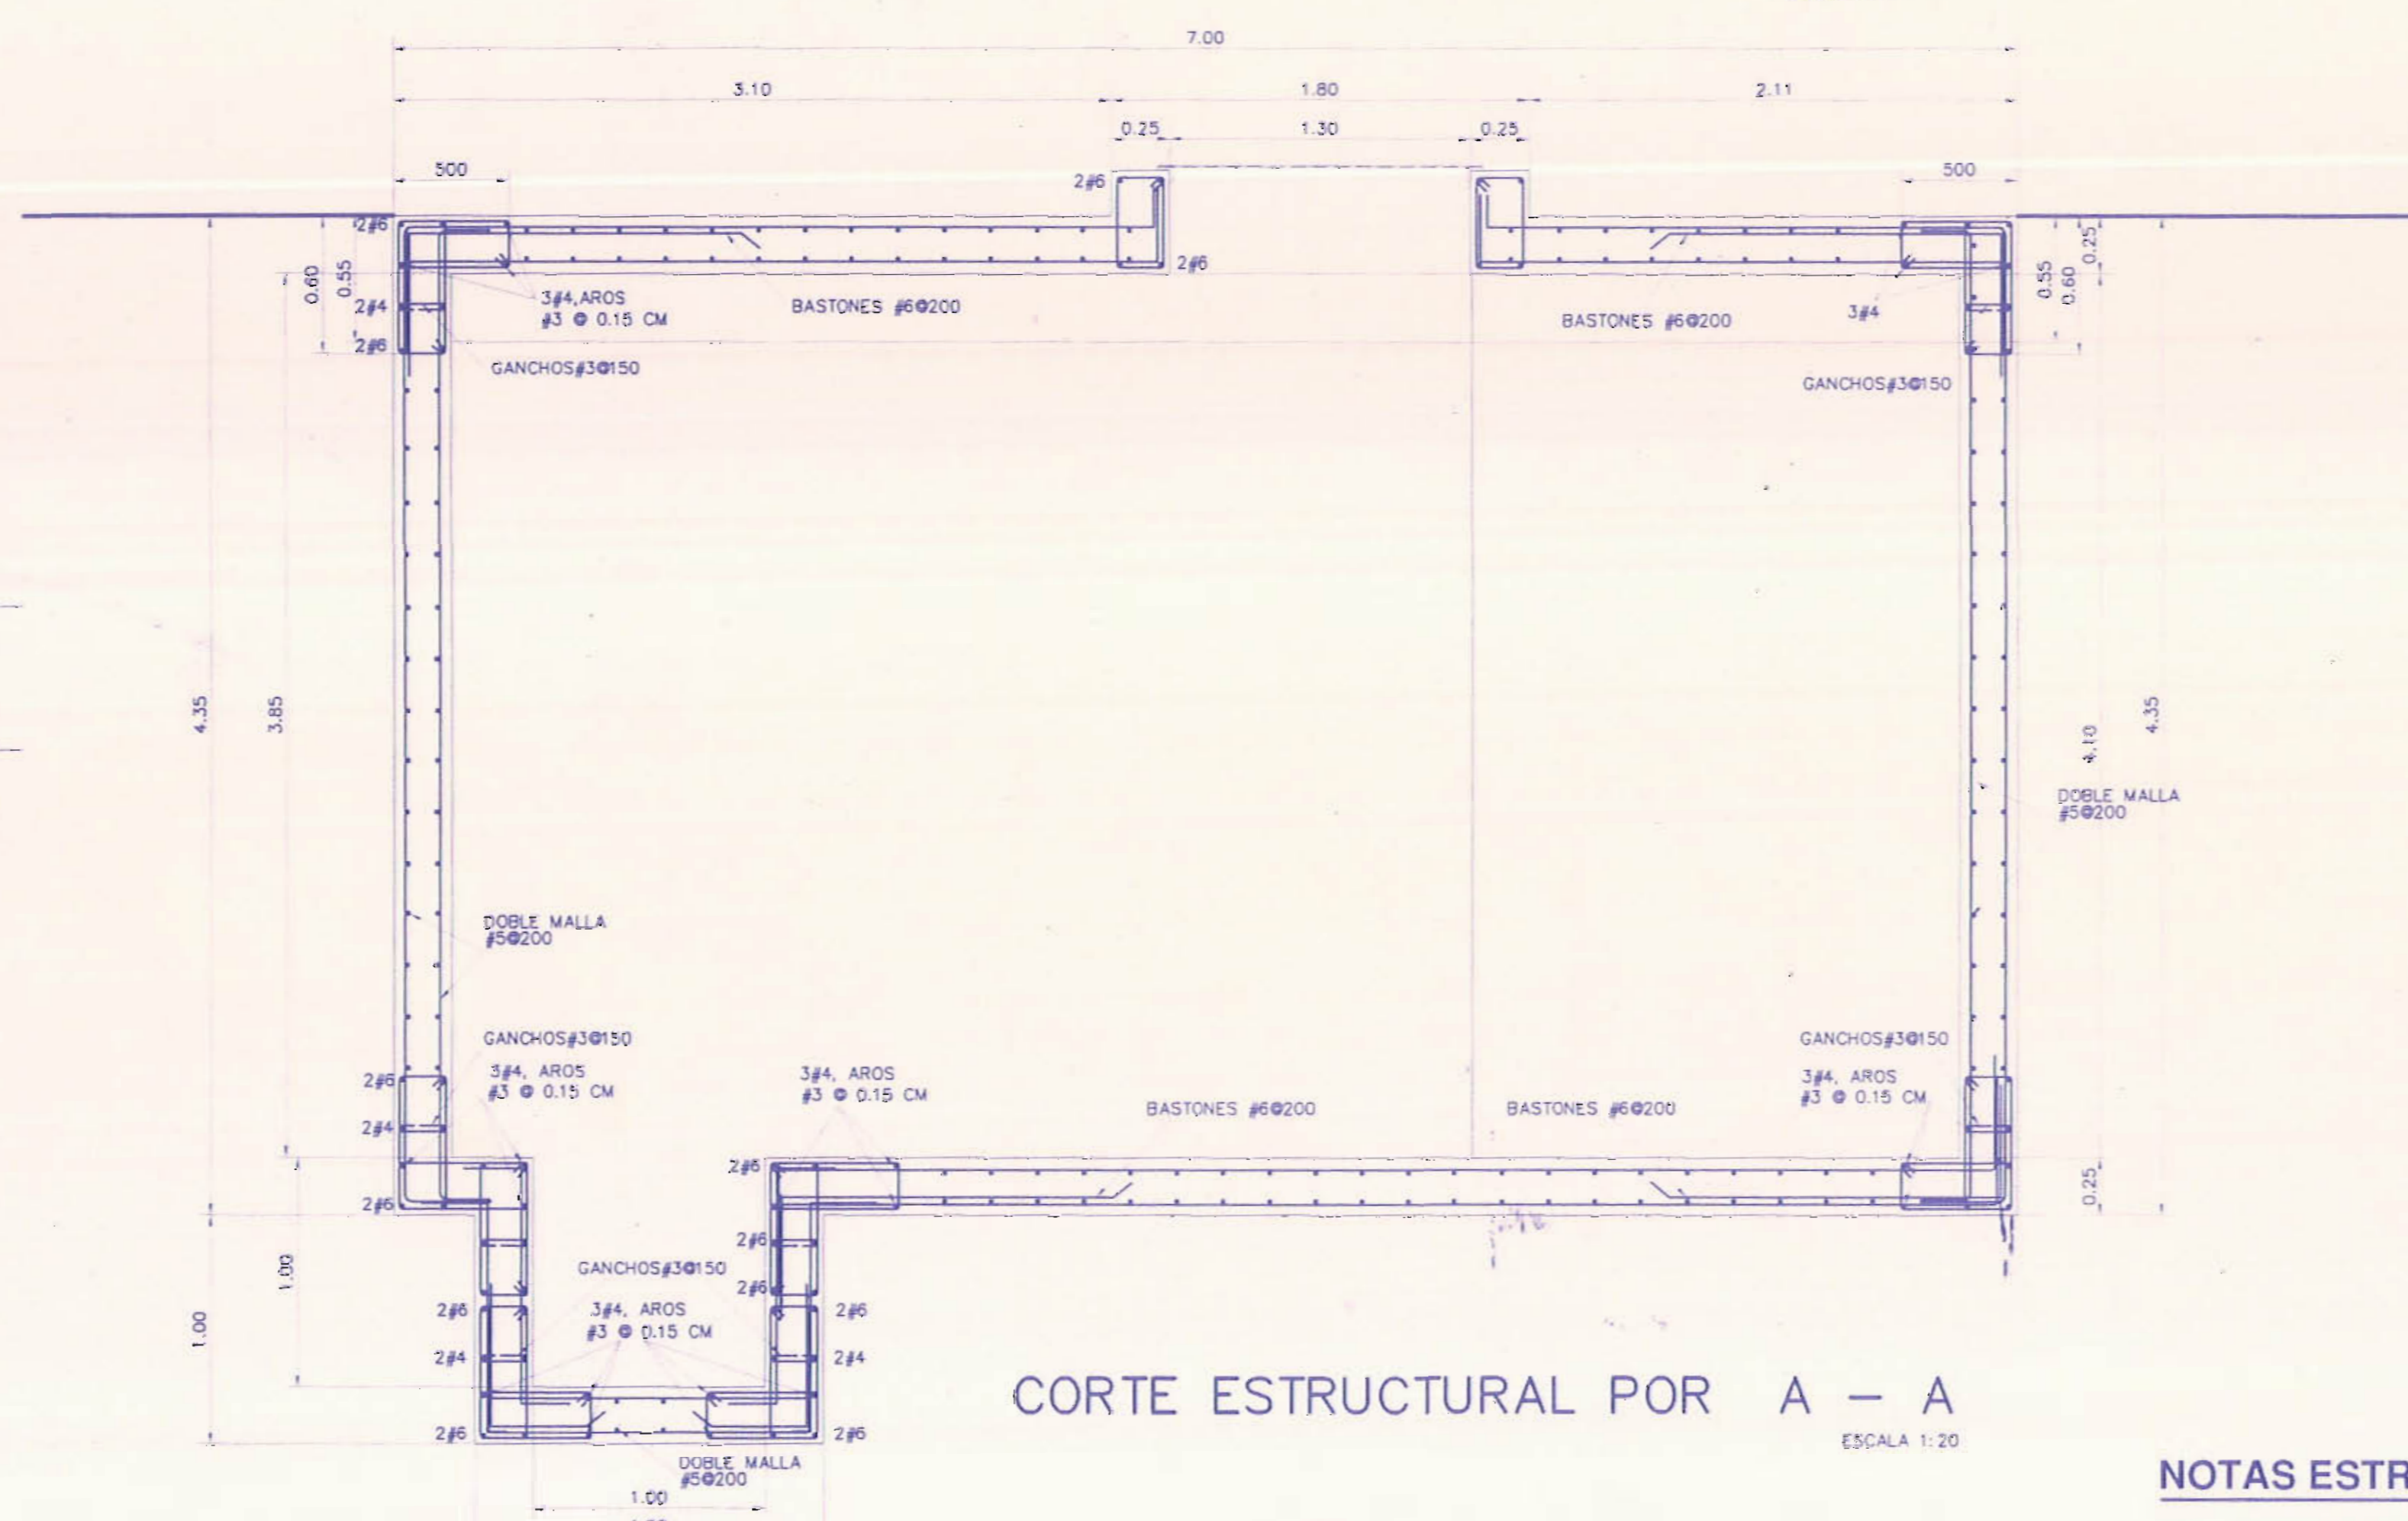 7.00
3.10
1.80
2.11
0.25
1.30
0.25
500
500
2#6
2#6
2#6
0.60
0.55
2#4
2#6
3#4,AROS
#3 @ 0.15 CM
BASTONES #6@200
GANCHOS#3@150
BASTONES #6@200
3#4
GANCHOS#3@150
0.55
0.60
0.25
4.35
3.85
4.10
4.35
DOBLE MALLA
#5@200
DOBLE MALLA
#5@200
GANCHOS#3@150
3#4, AROS
#3 @ 0.15 CM
3#4, AROS
#3 @ 0.15 CM
BASTONES #6@200
BASTONES #6@200
GANCHOS#3@150
3#4, AROS
#3 @ 0.15 CM
2#6
2#4
2#6
2#6
0.25
2#6
2#6
1.00
1.00
GANCHOS#3@150
3#4, AROS
#3 @ 0.15 CM
2#6
2#4
2#6
2#6
2#4
2#6
DOBLE MALLA
#5@200
1.00
CORTE ESTRUCTURAL POR A - A
ESCALA 1:20
NOTAS ESTR